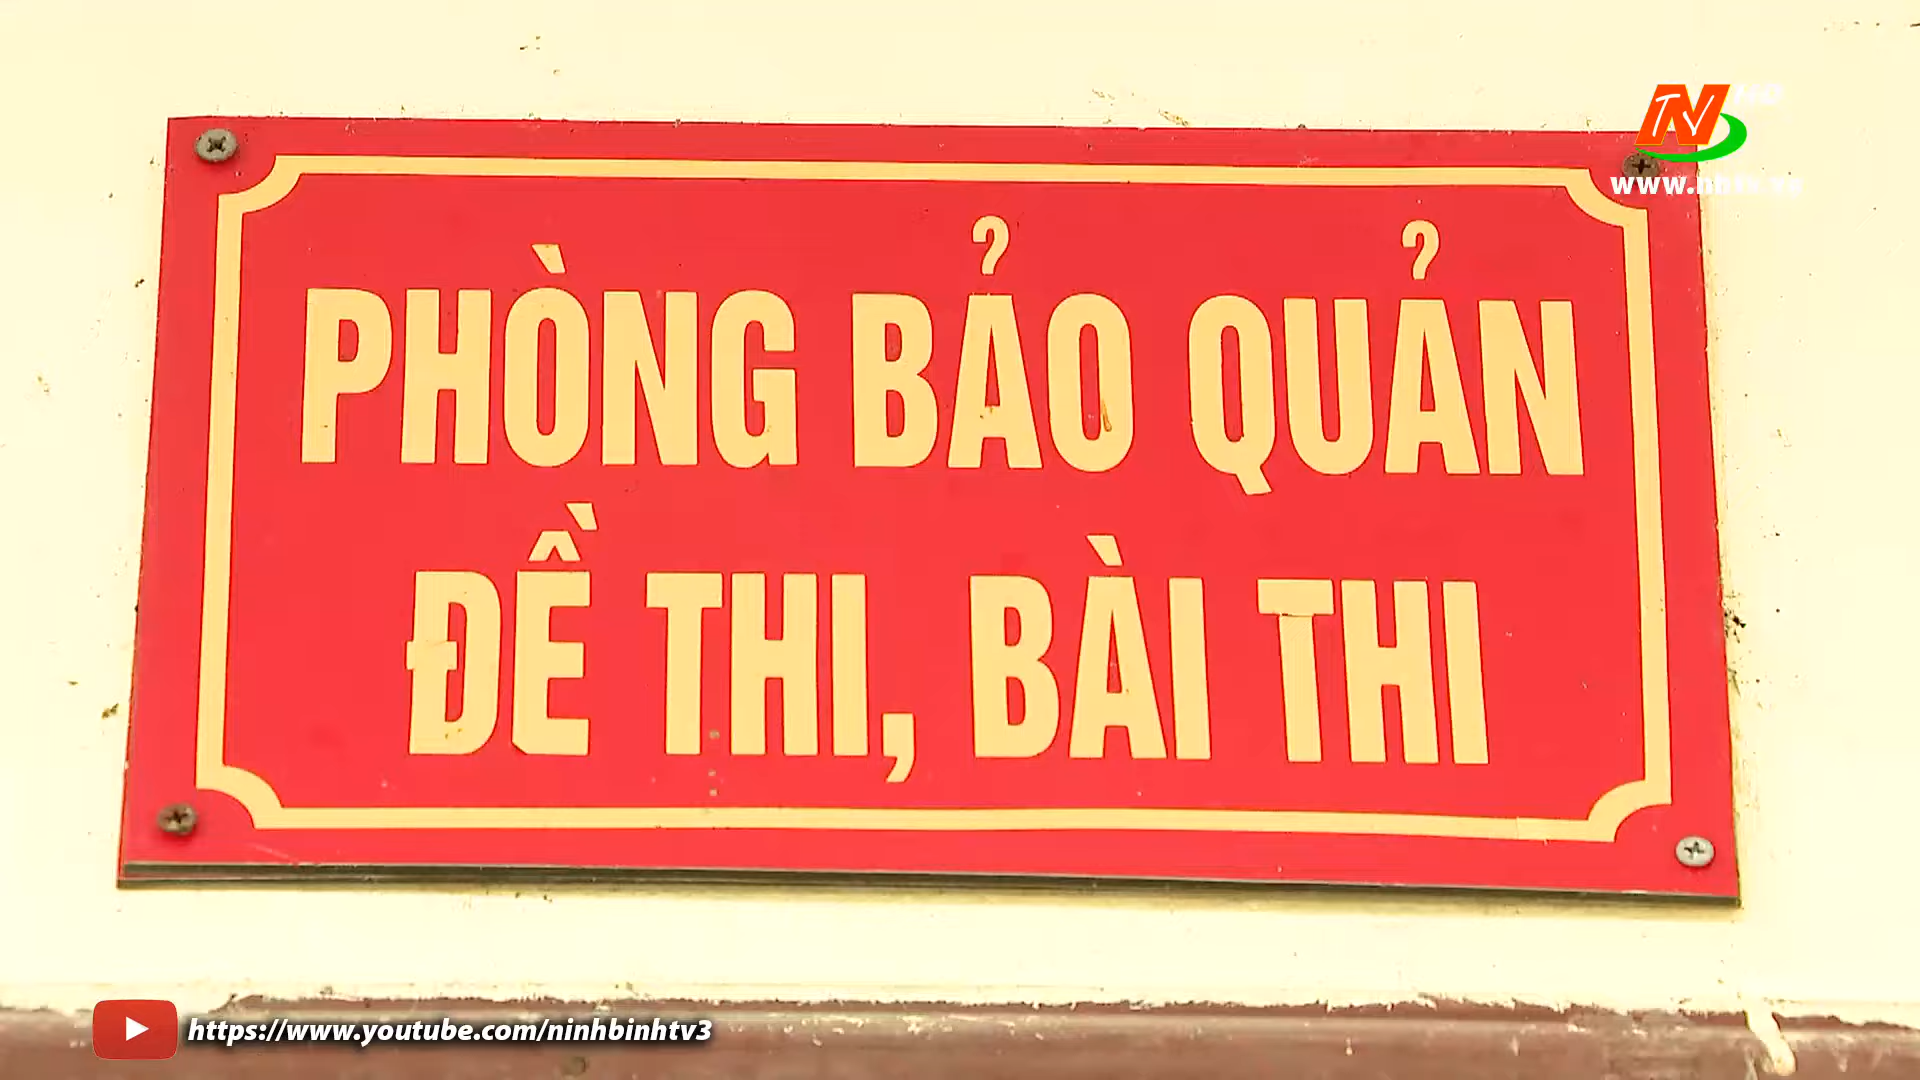 PHÒNG BẢO QUẢN
ĐỀ THI, BÀI THI
https://www.youtube.com/ninhbinhtv3